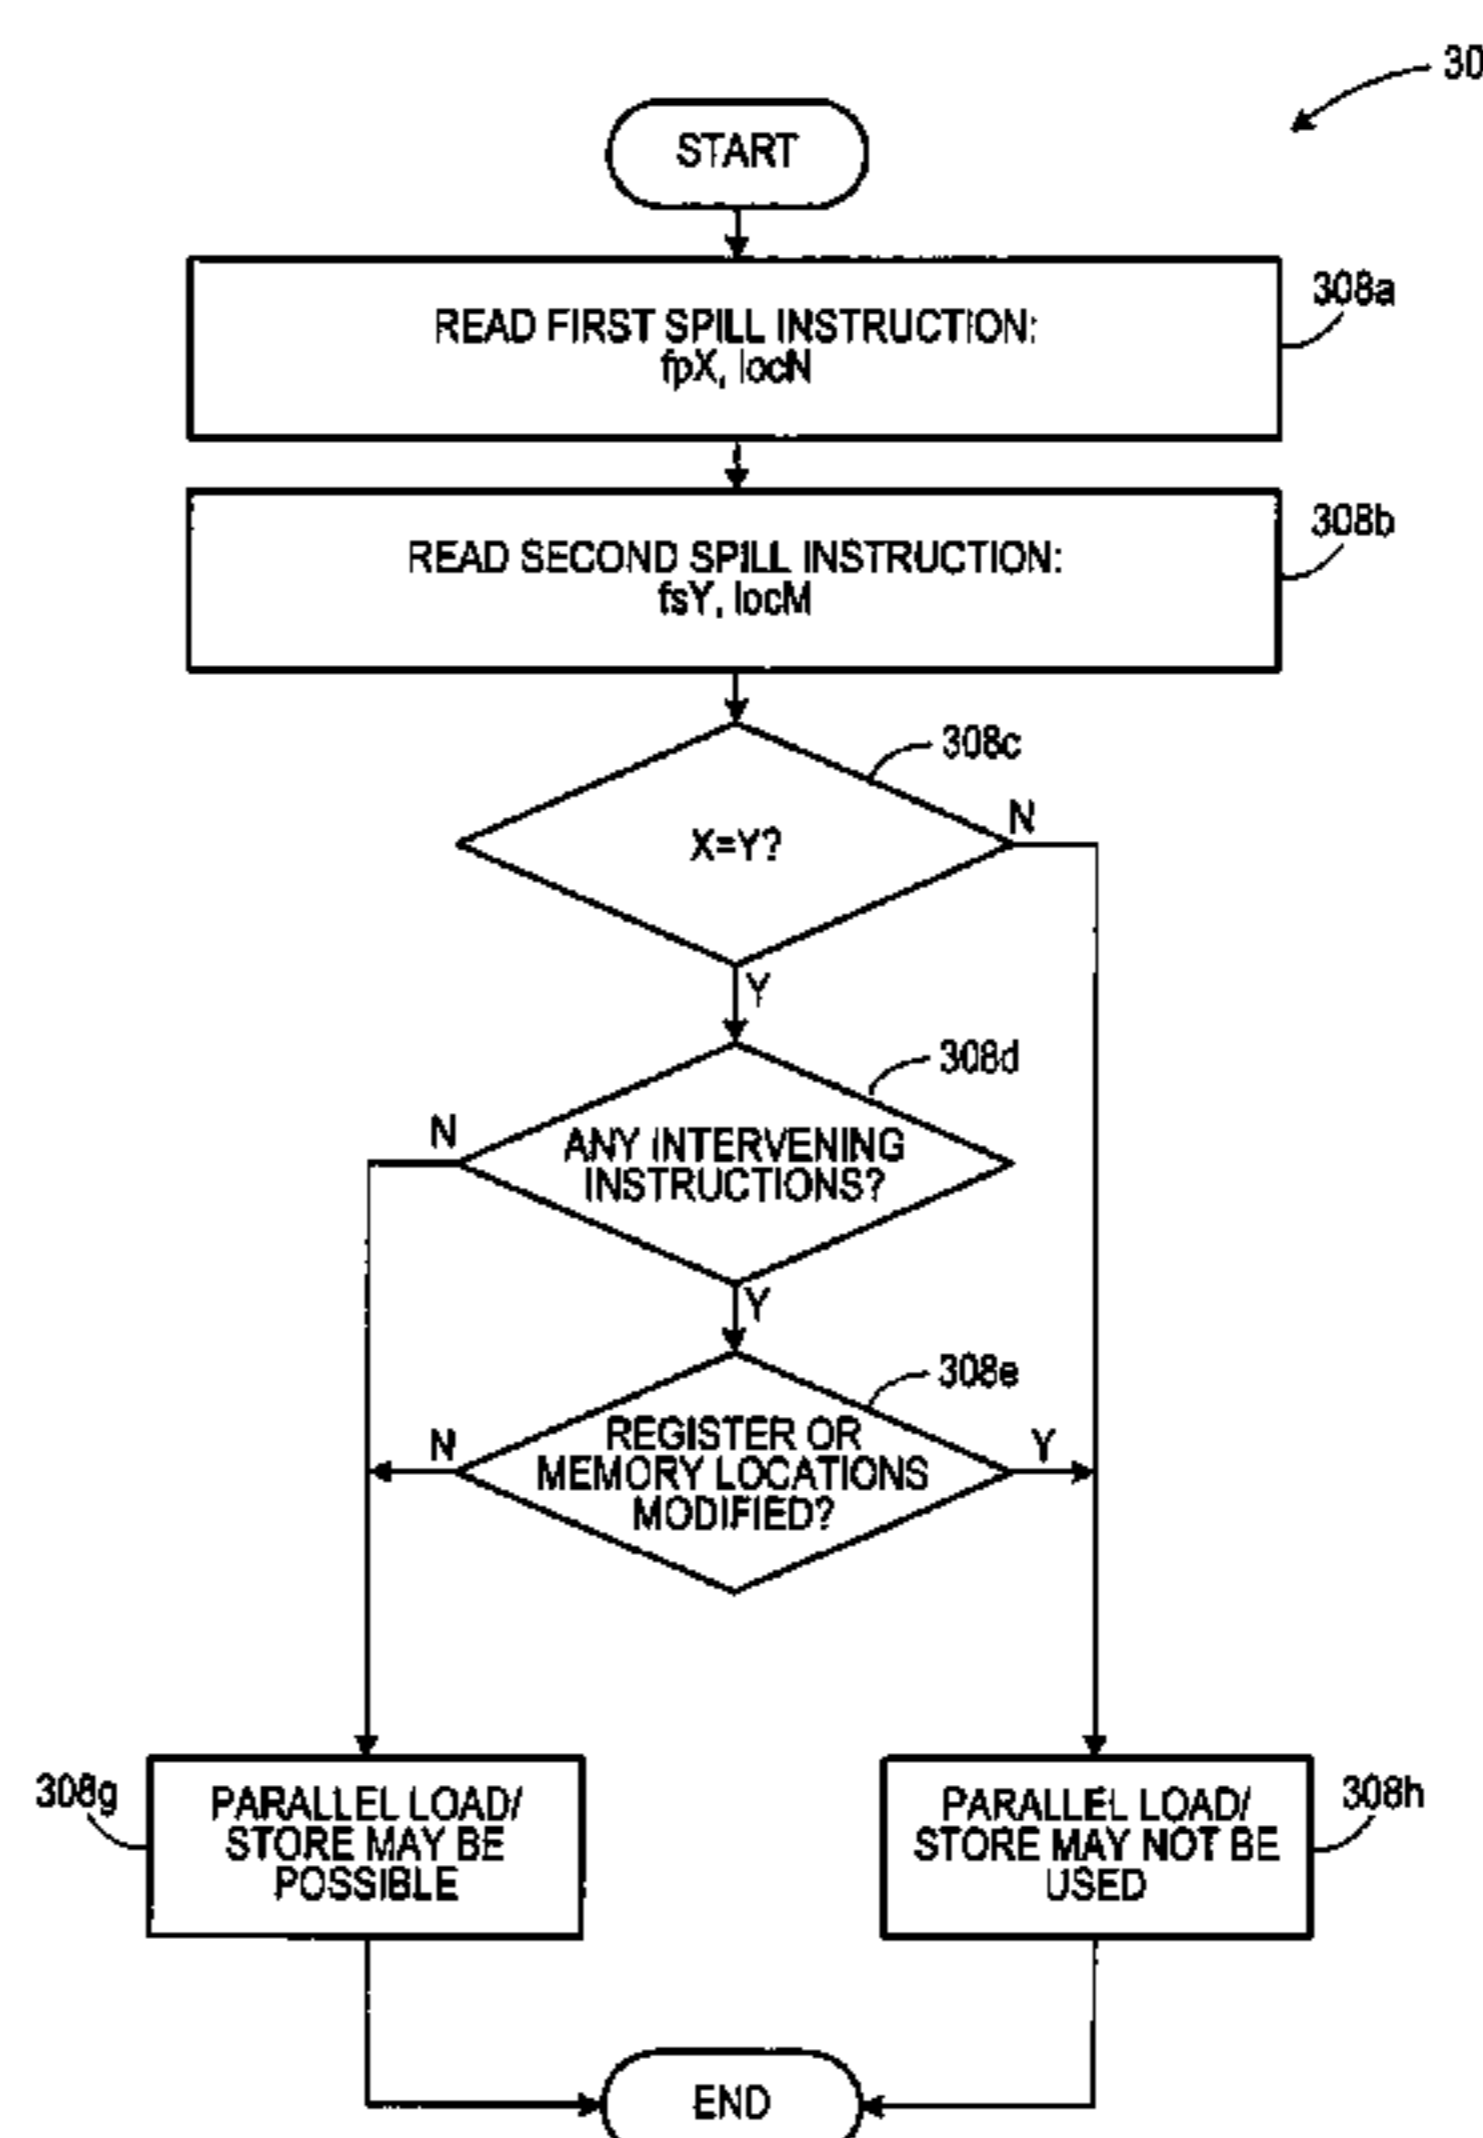 30
START
READ FIRST SPILL INSTRUCTION:
fpX, locN
308a
READ SECOND SPILL INSTRUCTION:
fsY, locM
308b
308c
X=Y?
N
Y
308d
N
ANY INTERVENING
INSTRUCTIONS?
Y
308e
N
REGISTER OR
MEMORY LOCATIONS
MODIFIED?
Y
308g
PARALLEL LOAD/
STORE MAY BE
POSSIBLE
PARALLEL LOAD/
STORE MAY NOT BE
USED
308h
END